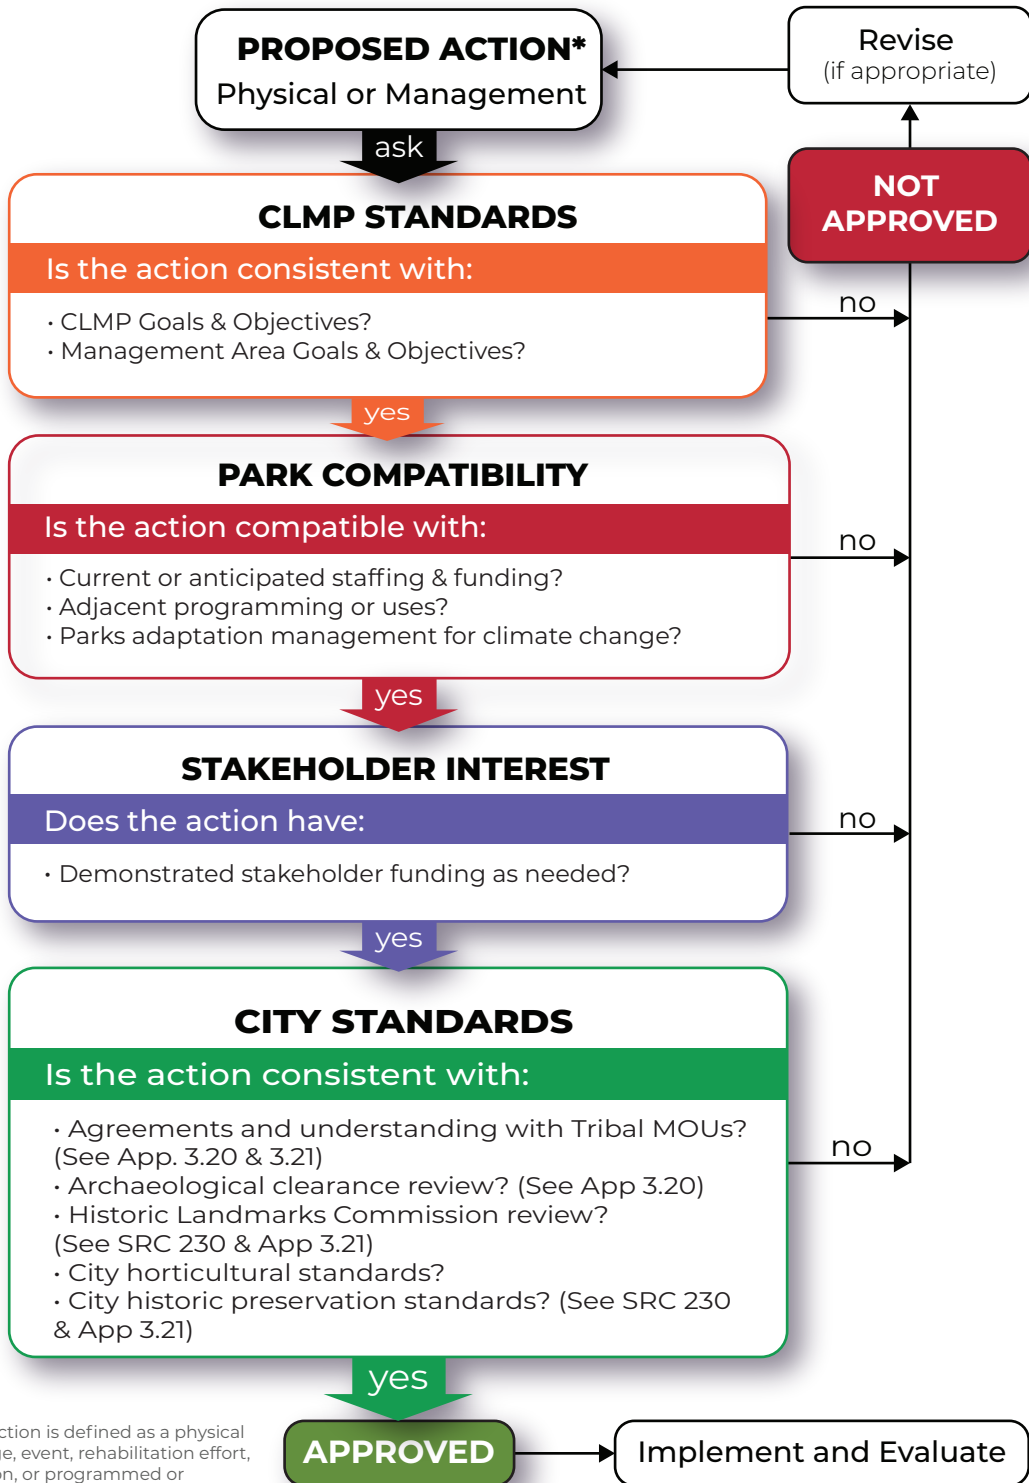 PROPOSED ACTION*
Physical or Management
Revise
(if appropriate)
ask
NOT
APPROVED
CLMP STANDARDS
Is the action consistent with:
· CLMP Goals & Objectives?
· Management Area Goals & Objectives?
no
yes
PARK COMPATIBILITY
Is the action compatible with:
· Current or anticipated staffing & funding?
· Adjacent programming or uses?
· Parks adaptation management for climate change?
no
yes
STAKEHOLDER INTEREST
Does the action have:
· Demonstrated stakeholder funding as needed?
no
yes
CITY STANDARDS
Is the action consistent with:
· Agreements and understanding with Tribal MOUs?
(See App. 3.20 & 3.21)
· Archaeological clearance review? (See App 3.20)
· Historic Landmarks Commission review?
(See SRC 230 & App 3.21)
· City horticultural standards?
· City historic preservation standards? (See SRC 230
& App 3.21)
no
yes
is defined as a physical
event, rehabilitation effort,
or programmed or
APPROVED
Implement and Evaluate